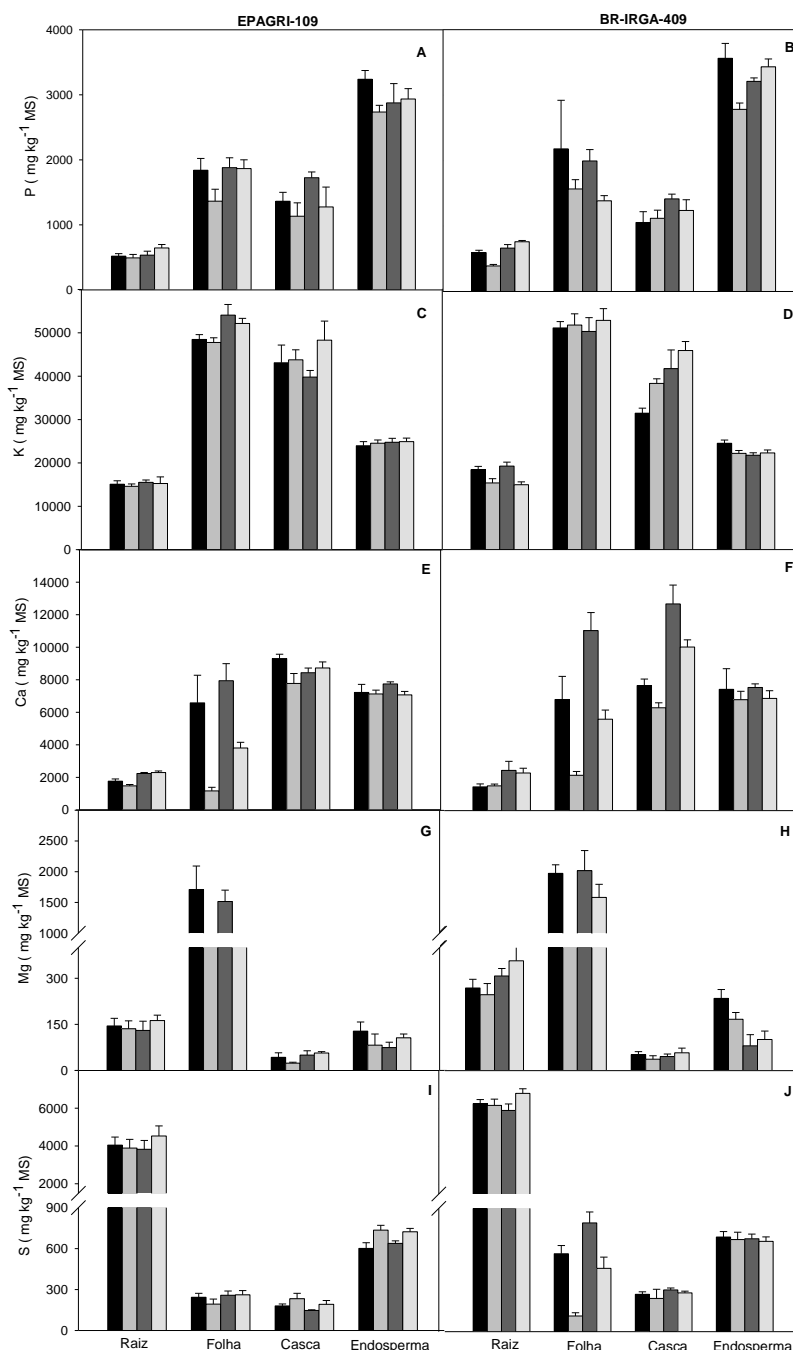 EPAGRI-109
BR-IRGA-409
A
B
P ( mg kg⁻¹ MS)
4000
3000
2000
1000
0
C
D
K ( mg kg⁻¹ MS)
50000
40000
30000
20000
10000
0
E
F
Ca ( mg kg⁻¹ MS)
14000
12000
10000
8000
6000
4000
2000
0
G
H
Mg ( mg kg⁻¹ MS)
2500
2000
1500
1000
300
150
0
I
J
S ( mg kg⁻¹ MS)
6000
4000
2000
900
600
300
0
Raiz Folha Casca Endosperma Raiz Folha Casca Endosperma